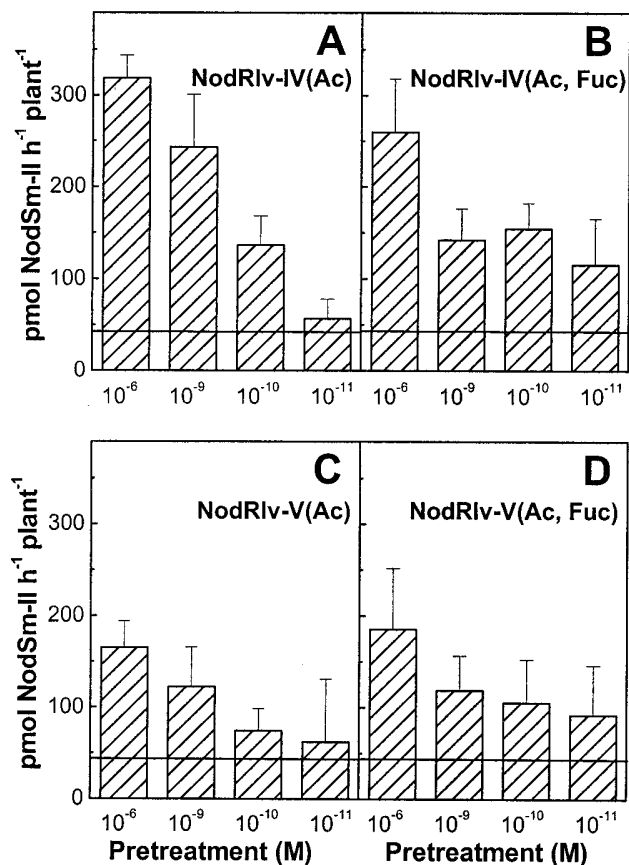 A
NodRlv-IV(Ac)
B
NodRlv-IV(Ac, Fuc)
pmol NodSm-II h⁻¹ plant⁻¹
300
200
100
0
10⁻⁶ 10⁻⁹ 10⁻¹⁰ 10⁻¹¹
10⁻⁶ 10⁻⁹ 10⁻¹⁰ 10⁻¹¹
C
NodRlv-V(Ac)
D
NodRlv-V(Ac, Fuc)
pmol NodSm-II h⁻¹ plant⁻¹
300
200
100
0
10⁻⁶ 10⁻⁹ 10⁻¹⁰ 10⁻¹¹
10⁻⁶ 10⁻⁹ 10⁻¹⁰ 10⁻¹¹
Pretreatment (M)
Pretreatment (M)